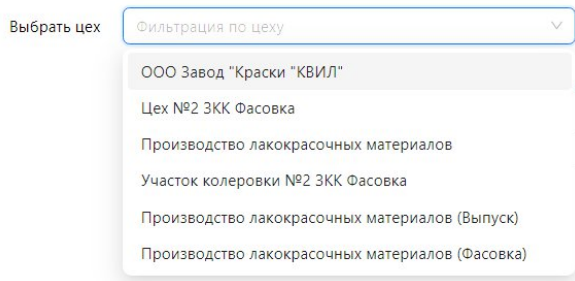 Выбрать цех
Фильтрация по цеху
ООО Завод "Краски "КВИЛ"
Цех №2 ЗКК Фасовка
Производство лакокрасочных материалов
Участок колеровки №2 ЗКК Фасовка
Производство лакокрасочных материалов (Выпуск)
Производство лакокрасочных материалов (Фасовка)